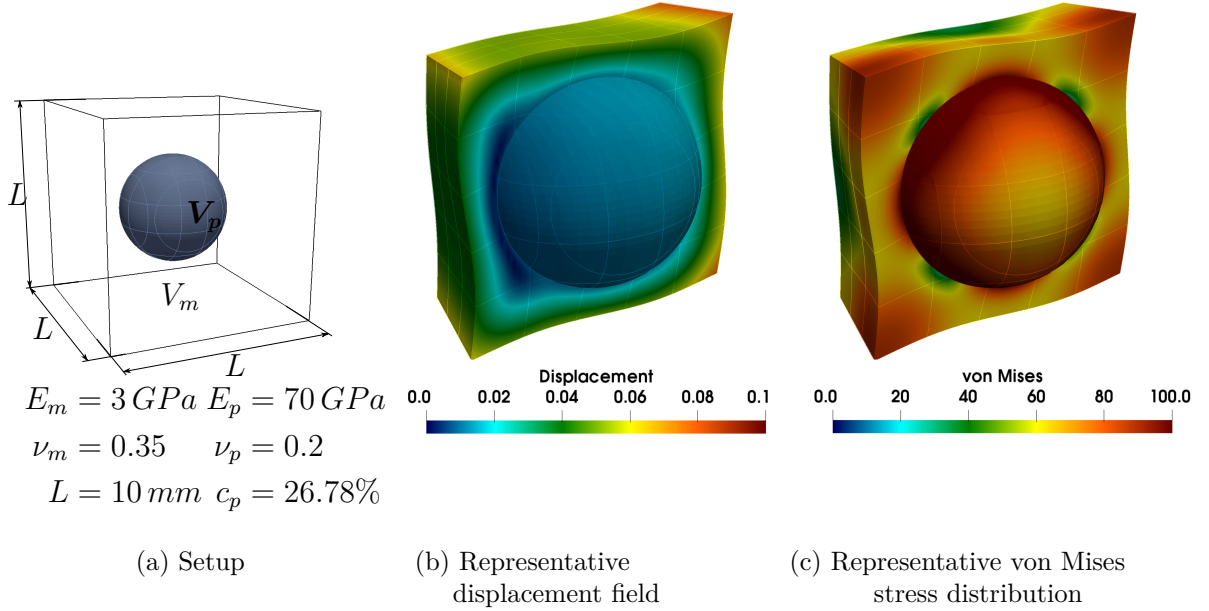 L
V_p
V_m
L
L
E_m = 3 GPa E_p = 70 GPa
ν_m = 0.35 ν_p = 0.2
L = 10 mm c_p = 26.78%
(a) Setup
Displacement
0.0 0.02 0.04 0.06 0.08 0.1
(b) Representative
displacement field
von Mises
0.0 20 40 60 80 100.0
(c) Representative von Mises
stress distribution